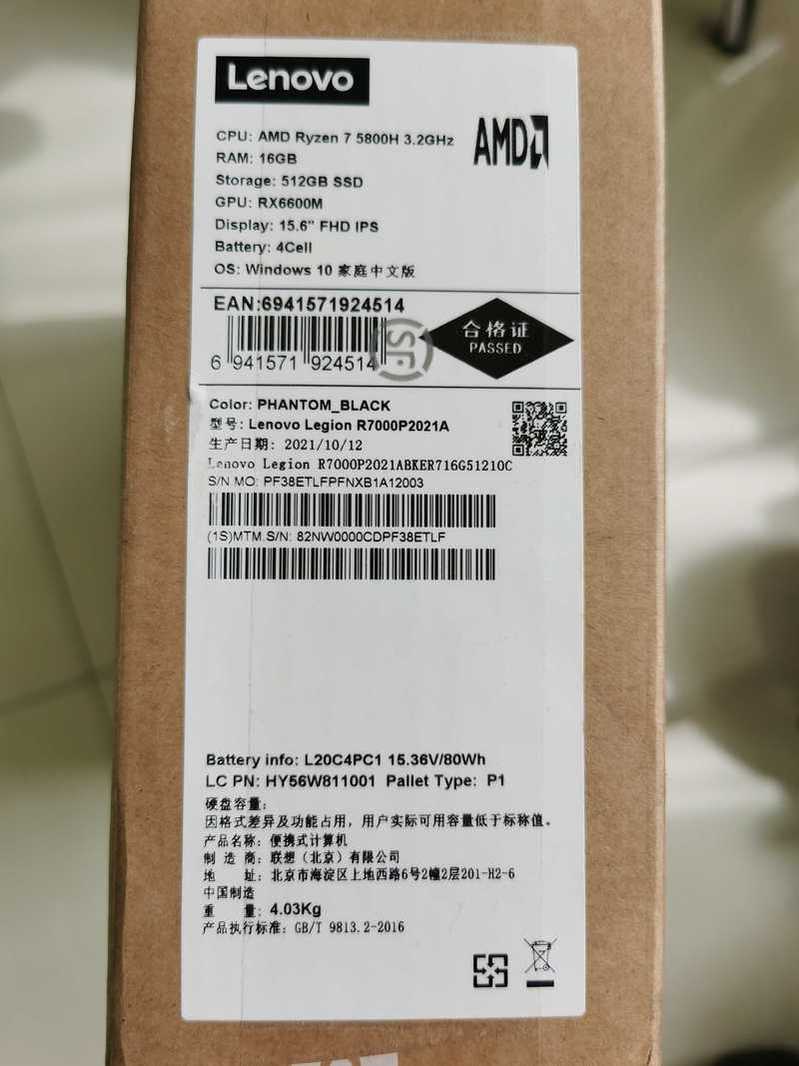 Lenovo
CPU: AMD Ryzen 7 5800H 3.2GHz
AMD
RAM: 16GB
Storage: 512GB SSD
GPU: RX6600M
Display: 15.6" FHD IPS
Battery: 4Cell
OS: Windows 10 家庭中文版
EAN:6941571924514
6 941571 924514
合格证
PASSED
Color: PHANTOM_BLACK
型号: Lenovo Legion R7000P2021A
生产日期: 2021/10/12
Lenovo Legion R7000P2021ABKER716G51210C
S/N MO: PF38ETLFPFNXB1A12003
(1S)MTM.S/N: 82NW0000CDPF38ETLF
Battery info: L20C4PC1 15.36V/80Wh
LC PN: HY56W811001 Pallet Type: P1
硬盘容量:
因格式差异及功能占用，用户实际可用容量低于标称值。
产品名称: 便携式计算机
制 造 商: 联想（北京）有限公司
地 址: 北京市海淀区上地西路6号2幢2层201-H2-6
中国制造
重 量: 4.03Kg
产品执行标准: GB/T 9813.2-2016